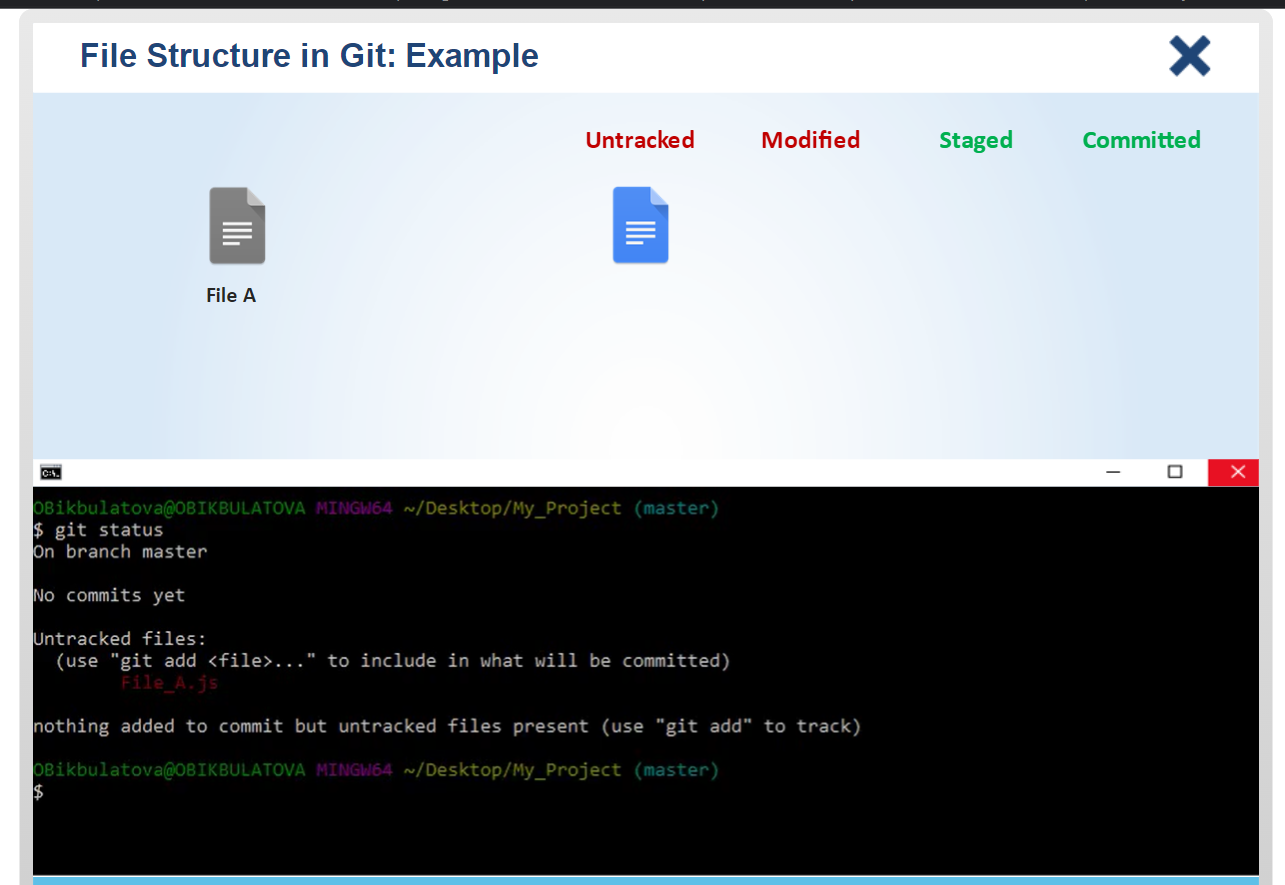 File Structure in Git: Example
Untracked Modified Staged Committed
File A
C:\.
OBikbulatova@OBIKBULATOVA MINGW64 ~/Desktop/My_Project (master)
$ git status
On branch master
No commits yet
Untracked files:
(use "git add <file>..." to include in what will be committed)
File_A.js
nothing added to commit but untracked files present (use "git add" to track)
OBikbulatova@OBIKBULATOVA MINGW64 ~/Desktop/My_Project (master)
$